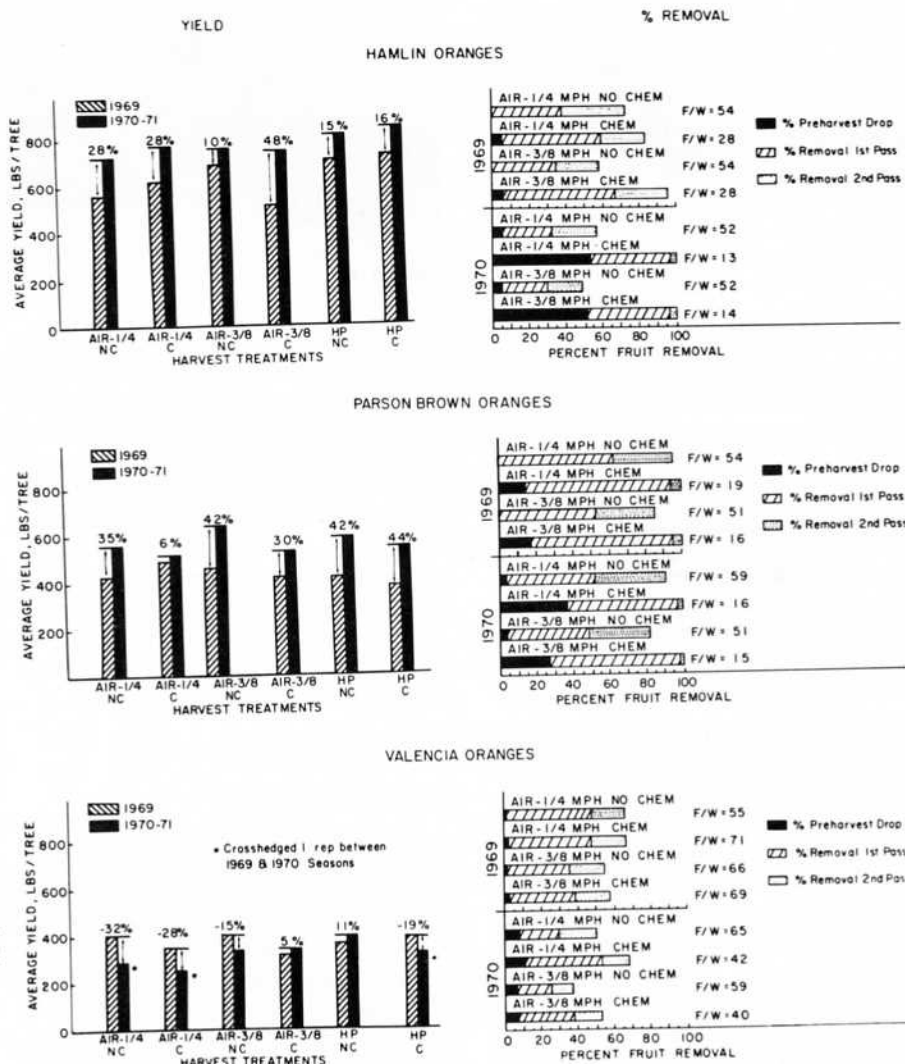 YIELD
% REMOVAL
HAMLIN ORANGES
1969
1970-71
AVERAGE YIELD, LBS/TREE
800
600
400
200
0
28%
28%
10%
48%
15%
16%
AIR-1/4 NC
AIR-1/4 C
AIR-3/8 NC
AIR-3/8 C
HP NC
HP C
HARVEST TREATMENTS
1969
AIR-1/4 MPH NO CHEM F/W=54
AIR-1/4 MPH CHEM F/W=28
AIR-3/8 MPH NO CHEM F/W=54
AIR-3/8 MPH CHEM F/W=28
1970
AIR-1/4 MPH NO CHEM F/W=52
AIR-1/4 MPH CHEM F/W=13
AIR-3/8 MPH NO CHEM F/W=52
AIR-3/8 MPH CHEM F/W=14
0 20 40 60 80 100
PERCENT FRUIT REMOVAL
% Preharvest Drop
% Removal 1st Pass
% Removal 2nd Pass
PARSON BROWN ORANGES
1969
1970-71
AVERAGE YIELD, LBS/TREE
800
600
400
200
35%
6%
42%
30%
42%
44%
AIR-1/4 NC
AIR-1/4 C
AIR-3/8 NC
AIR-3/8 C
HP NC
HP C
HARVEST TREATMENTS
1969
AIR-1/4 MPH NO CHEM F/W=54
AIR-1/4 MPH CHEM F/W=19
AIR-3/8 MPH NO CHEM F/W=51
AIR-3/8 MPH CHEM F/W=16
1970
AIR-1/4 MPH NO CHEM F/W=59
AIR-1/4 MPH CHEM F/W= 16
AIR-3/8 MPH NO CHEM F/W=51
AIR-3/8 MPH CHEM F/W=15
0 20 40 60 80 100
PERCENT FRUIT REMOVAL
% Preharvest Drop
% Removal 1st Pass
% Removal 2nd Pass
VALENCIA ORANGES
1969
1970-71
* Crosshedged 1 rep between
1969 & 1970 Seasons
AVERAGE YIELD, LBS/TREE
800
600
400
200
0
-32%
-28%
-15%
5%
11%
-19%
*
*
*
AIR-1/4 NC
AIR-1/4 C
AIR-3/8 NC
AIR-3/8 C
HP NC
HP C
HARVEST TREATMENTS
1969
AIR-1/4 MPH NO CHEM F/W=55
AIR-1/4 MPH CHEM F/W=71
AIR-3/8 MPH NO CHEM F/W=66
AIR-3/8 MPH CHEM F/W=69
1970
AIR-1/4 MPH NO CHEM F/W=65
AIR-1/4 MPH CHEM F/W=42
AIR-3/8 MPH NO CHEM F/W=59
AIR-3/8 MPH CHEM F/W=40
0 20 40 60 80 100
PERCENT FRUIT REMOVAL
% Preharvest Drop
% Removal 1st Pass
% Removal 2nd Pass